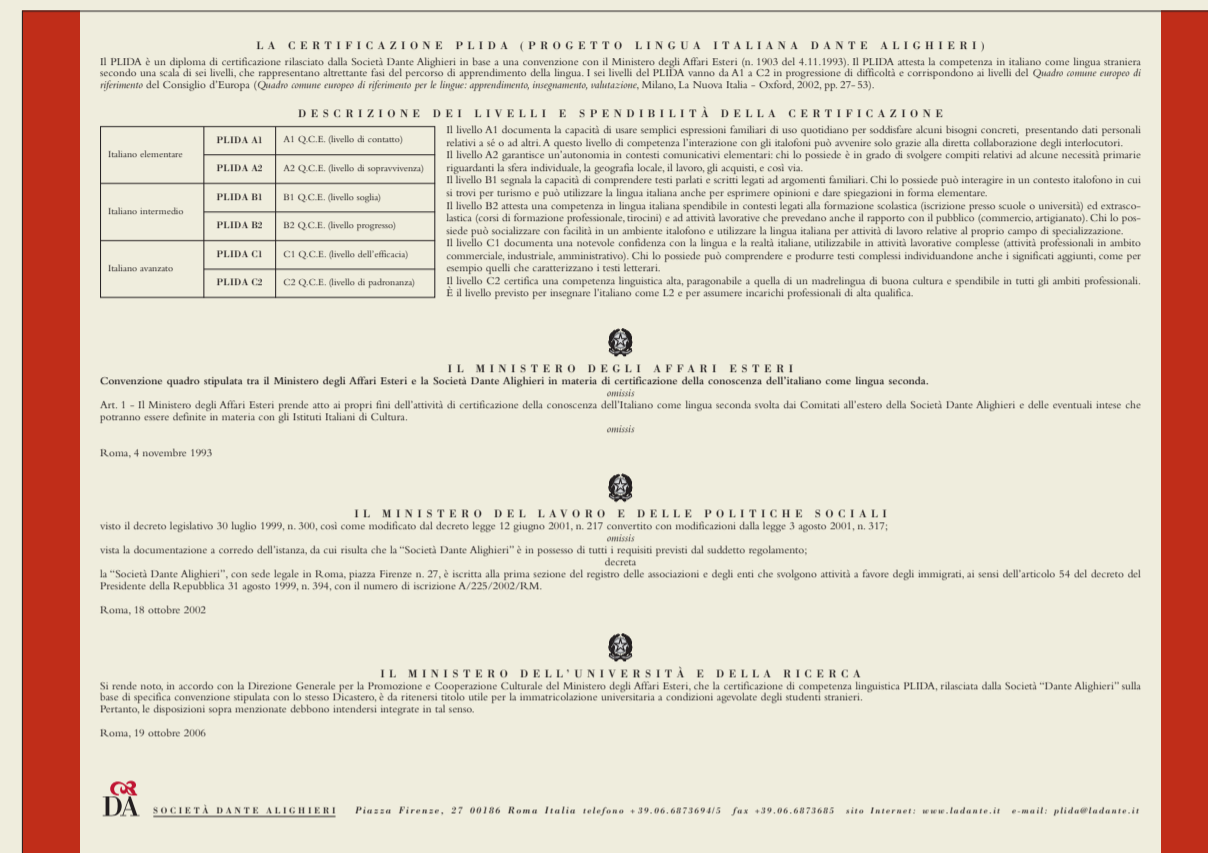 LA CERTIFICAZIONE PLIDA (PROGETTO LINGUA ITALIANA DANTE ALIGHIERI)
Il PLIDA è un diploma di certificazione rilasciato dalla Società Dante Alighieri in base a una convenzione con il Ministero degli Affari Esteri (n. 1903 del 4.11.1993). Il PLIDA attesta la competenza in italiano come lingua straniera
secondo una scala di sei livelli, che rappresentano altrettante fasi del percorso di apprendimento della lingua. I sei livelli del PLIDA vanno da A1 a C2 in progressione di difficoltà e corrispondono ai livelli del Quadro comune europeo di
riferimento del Consiglio d'Europa (Quadro comune europeo di riferimento per le lingue: apprendimento, insegnamento, valutazione, Milano, La Nuova Italia – Oxford, 2002, pp. 27-53).
DESCRIZIONE DEI LIVELLI E SPENDIBILITÀ DELLA CERTIFICAZIONE
Italiano elementare
PLIDA A1 A1 Q.C.E. (livello di contatto)
PLIDA A2 A2 Q.C.E. (livello di sopravvivenza)
Italiano intermedio
PLIDA B1 B1 Q.C.E. (livello soglia)
PLIDA B2 B2 Q.C.E. (livello progresso)
Italiano avanzato
PLIDA C1 C1 Q.C.E. (livello dell'efficacia)
PLIDA C2 C2 Q.C.E. (livello di padronanza)
Il livello A1 documenta la capacità di usare semplici espressioni familiari di uso quotidiano per soddisfare alcuni bisogni concreti, presentando dati personali
relativi a sé o ad altri. A questo livello di competenza l'interazione con gli italofoni può avvenire solo grazie alla diretta collaborazione degli interlocutori.
Il livello A2 garantisce un'autonomia in contesti comunicativi elementari: chi lo possiede è in grado di svolgere compiti relativi ad alcune necessità primarie
riguardanti la sfera individuale, la geografia locale, il lavoro, gli acquisti, e così via.
Il livello B1 segnala la capacità di comprendere testi parlati e scritti legati ad argomenti familiari. Chi lo possiede può interagire in un contesto italofono in cui
si trovi per turismo e può utilizzare la lingua italiana anche per esprimere opinioni e dare spiegazioni in forma elementare.
Il livello B2 attesta una competenza in lingua italiana spendibile in contesti legati alla formazione scolastica (iscrizione presso scuole o università) ed extrasco-
lastica (corsi di formazione professionale, tirocini) e ad attività lavorative che prevedano anche il rapporto con il pubblico (commercio, artigianato). Chi lo pos-
siede può socializzare con facilità in un ambiente italofono e utilizzare la lingua italiana per attività di lavoro relative al proprio campo di specializzazione.
Il livello C1 documenta una notevole confidenza con la lingua e la realtà italiane, utilizzabile in attività lavorative complesse (attività professionali in ambito
commerciale, industriale, amministrativo). Chi lo possiede può comprendere e produrre testi complessi individuandone anche i significati aggiunti, come per
esempio quelli che caratterizzano i testi letterari.
Il livello C2 certifica una competenza linguistica alta, paragonabile a quella di un madrelingua di buona cultura e spendibile in tutti gli ambiti professionali.
È il livello previsto per insegnare l'italiano come L2 e per assumere incarichi professionali di alta qualifica.
IL MINISTERO DEGLI AFFARI ESTERI
Convenzione quadro stipulata tra il Ministero degli Affari Esteri e la Società Dante Alighieri in materia di certificazione della conoscenza dell'italiano come lingua seconda.
omissis
Art. 1 – Il Ministero degli Affari Esteri prende atto ai propri fini dell'attività di certificazione della conoscenza dell'Italiano come lingua seconda svolta dai Comitati all'estero della Società Dante Alighieri e delle eventuali intese che
potranno essere definite in materia con gli Istituti Italiani di Cultura.
omissis
Roma, 4 novembre 1993
IL MINISTERO DEL LAVORO E DELLE POLITICHE SOCIALI
visto il decreto legislativo 30 luglio 1999, n. 300, così come modificato dal decreto legge 12 giugno 2001, n. 217 convertito con modificazioni dalla legge 3 agosto 2001, n. 317;
omissis
vista la documentazione a corredo dell'istanza, da cui risulta che la "Società Dante Alighieri" è in possesso di tutti i requisiti previsti dal suddetto regolamento;
decreta
la "Società Dante Alighieri", con sede legale in Roma, piazza Firenze n. 27, è iscritta alla prima sezione del registro delle associazioni e degli enti che svolgono attività a favore degli immigrati, ai sensi dell'articolo 54 del decreto del
Presidente della Repubblica 31 agosto 1999, n. 394, con il numero di iscrizione A/225/2002/RM.
Roma, 18 ottobre 2002
IL MINISTERO DELL'UNIVERSITÀ E DELLA RICERCA
Si rende noto, in accordo con la Direzione Generale per la Promozione e Cooperazione Culturale del Ministero degli Affari Esteri, che la certificazione di competenza linguistica PLIDA, rilasciata dalla Società "Dante Alighieri" sulla
base di specifica convenzione stipulata con lo stesso Dicastero, è da ritenersi titolo utile per la immatricolazione universitaria a condizioni agevolate degli studenti stranieri.
Pertanto, le disposizioni sopra menzionate debbono intendersi integrate in tal senso.
Roma, 19 ottobre 2006
DA
SOCIETÀ DANTE ALIGHIERI Piazza Firenze, 27 00186 Roma Italia telefono +39.06.6873694/5 fax +39.06.6873685 sito Internet: www.ladante.it e-mail: plida@ladante.it